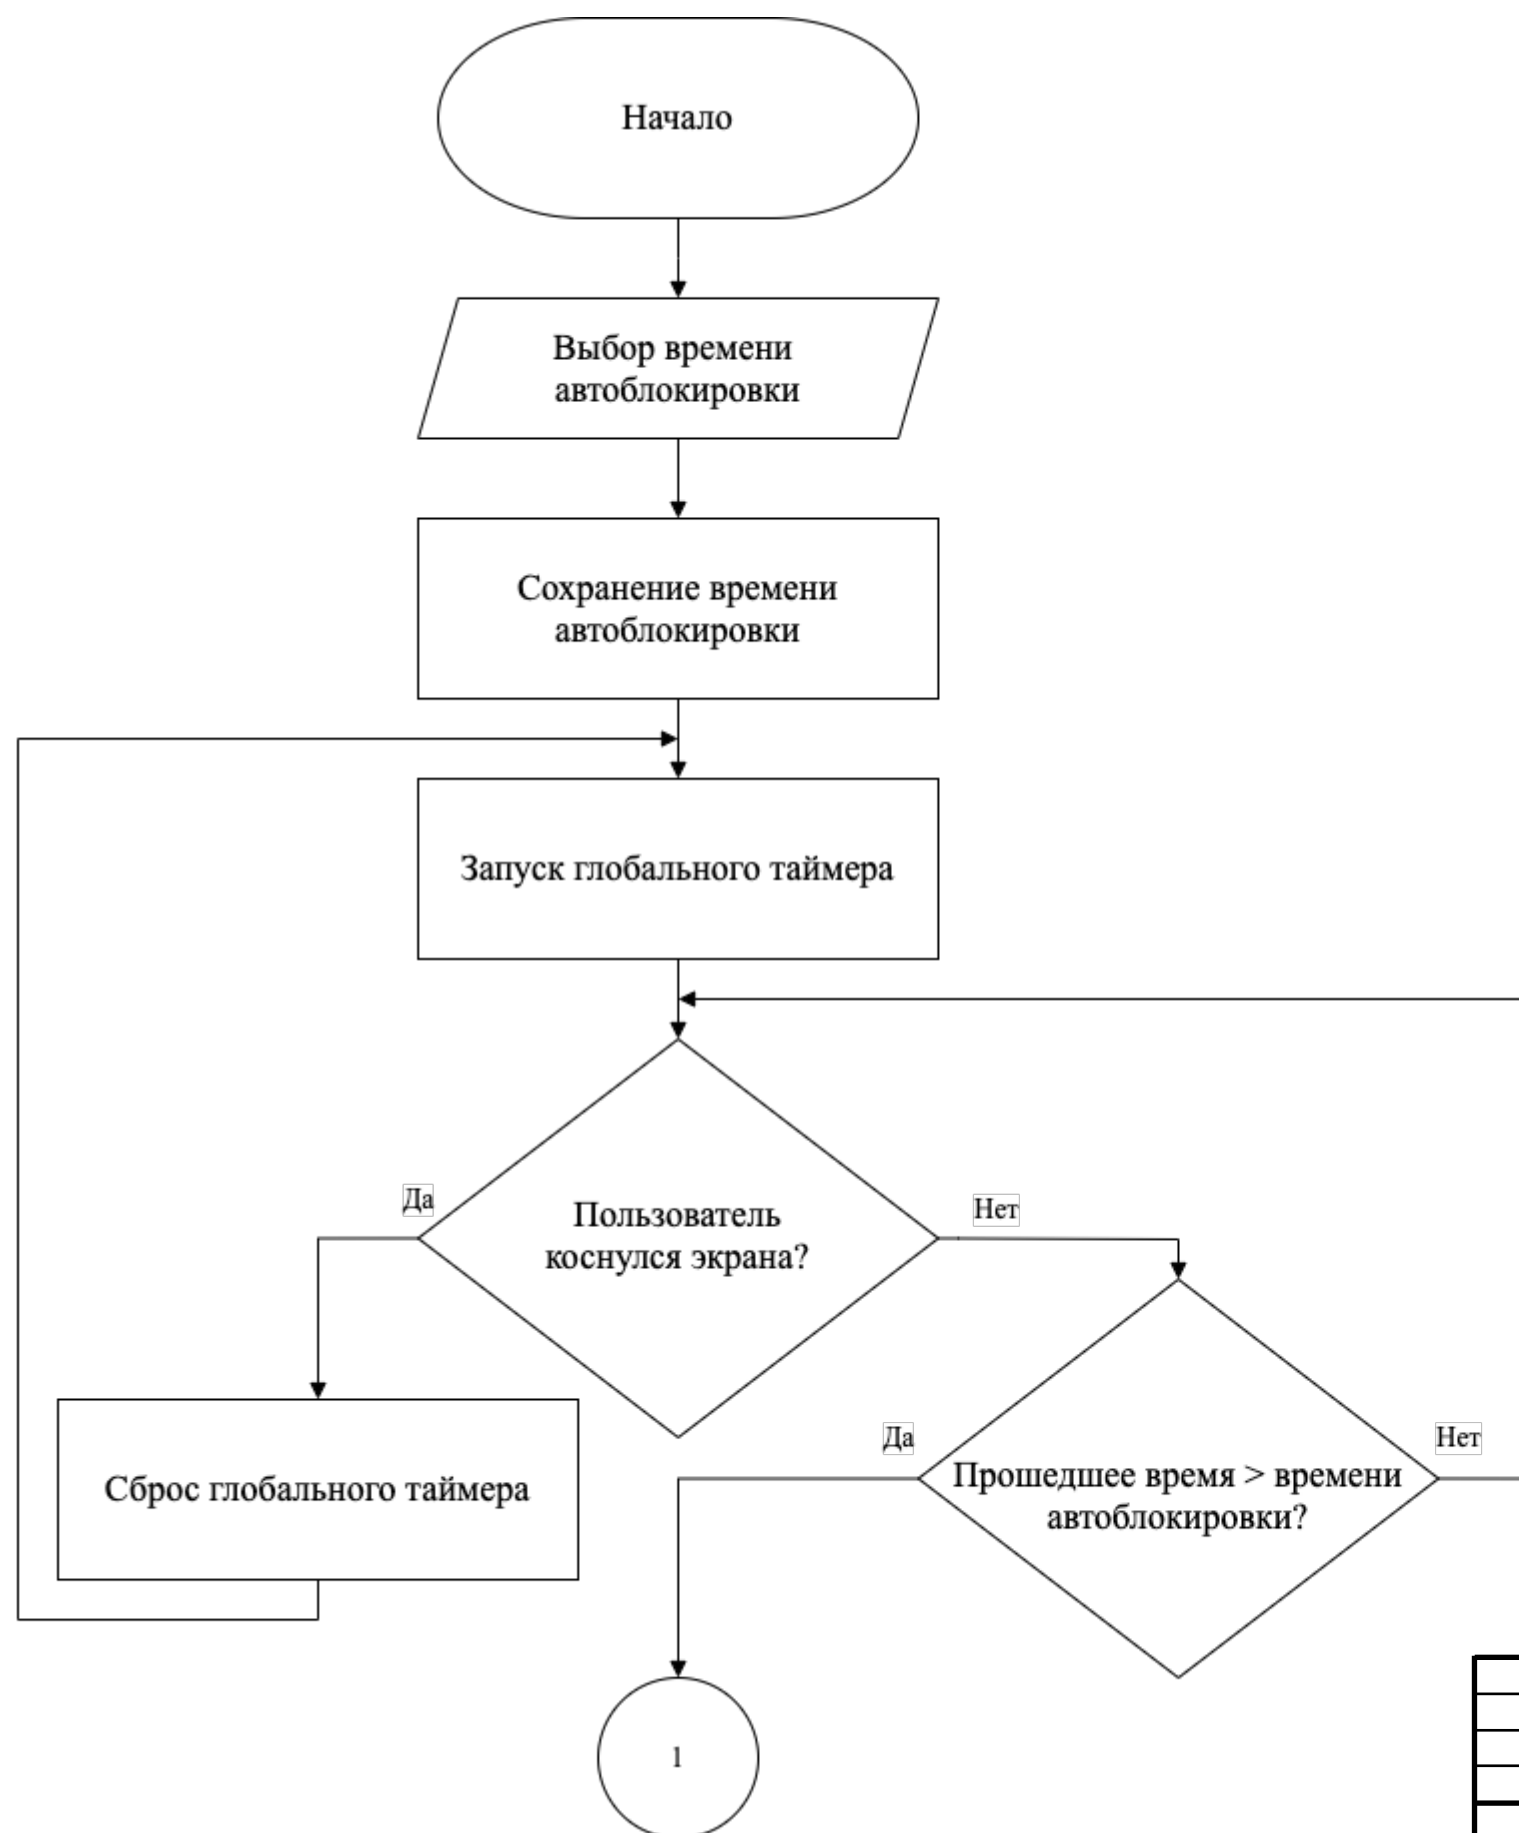 Начало
Выбор времени
автоблокировки
Сохранение времени
автоблокировки
Запуск глобального таймера
Да
Пользователь
коснулся экрана?
Нет
Да
Прошедшее время > времени
автоблокировки?
Нет
Сброс глобального таймера
1